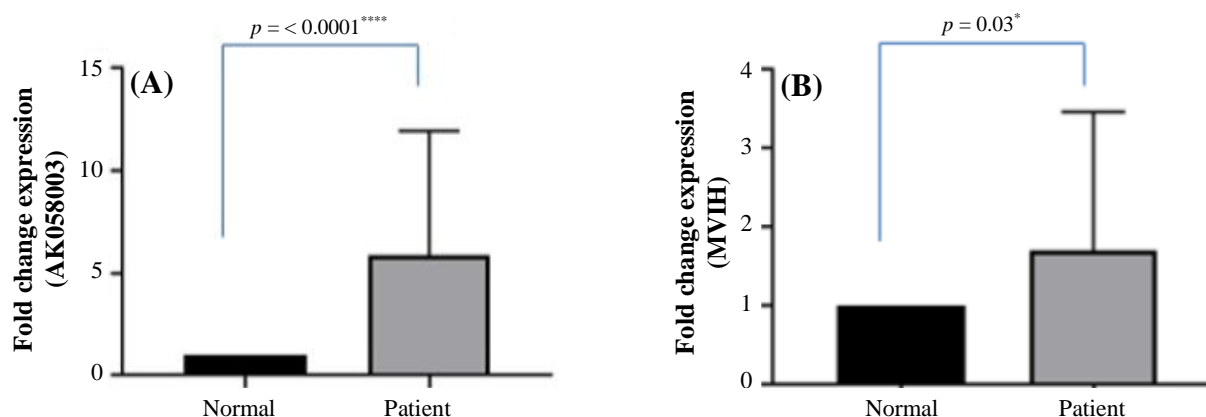 p = < 0.0001****
(A)
Fold change expression
(AK058003)
15
10
5
0
Normal Patient
p = 0.03*
(B)
Fold change expression
(MVIH)
4
3
2
1
0
Normal Patient